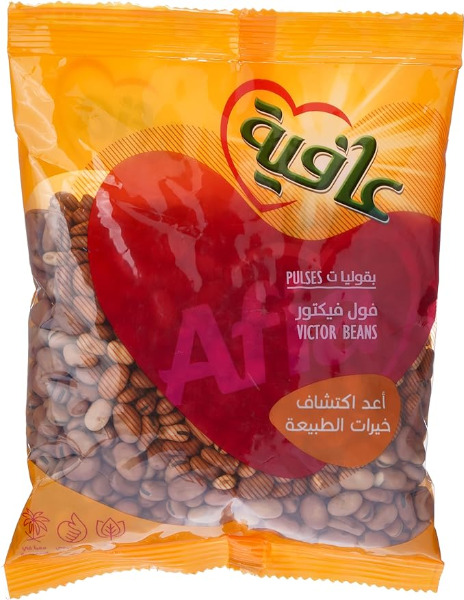 عافية
بقوليات PULSES
فول فيكتور
VICTOR BEANS
أعد اكتشاف
خيرات الطبيعة